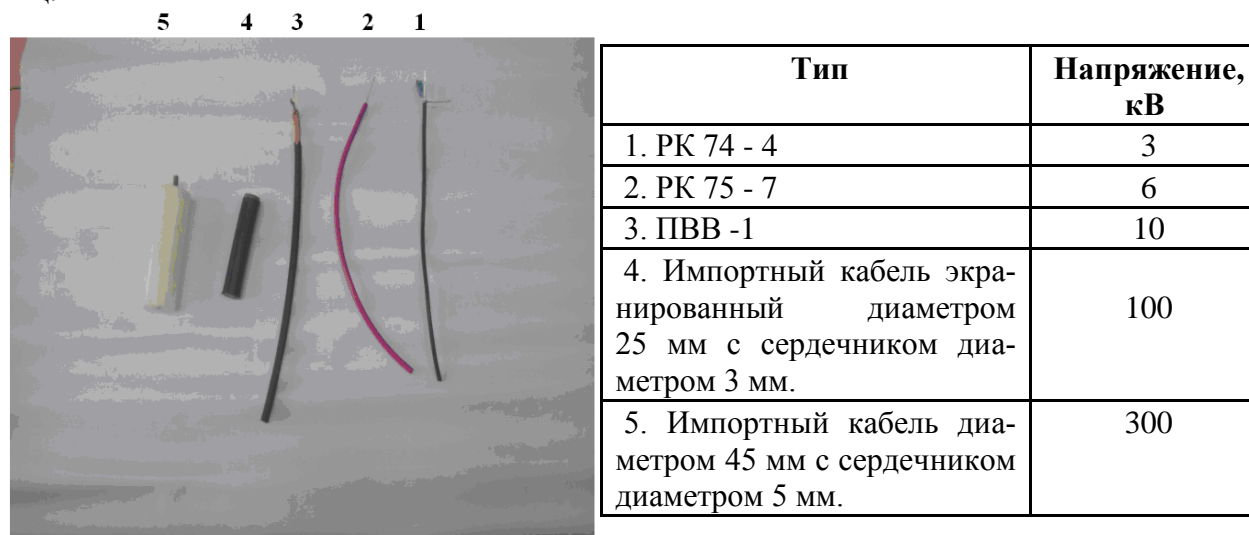 5 4 3 2 1
Тип Напряжение,
кВ
1. РК 74 - 4 3
2. РК 75 - 7 6
3. ПВВ -1 10
4. Импортный кабель экра-
нированный диаметром 100
25 мм с сердечником диа-
метром 3 мм.
5. Импортный кабель диа- 300
метром 45 мм с сердечником
диаметром 5 мм.